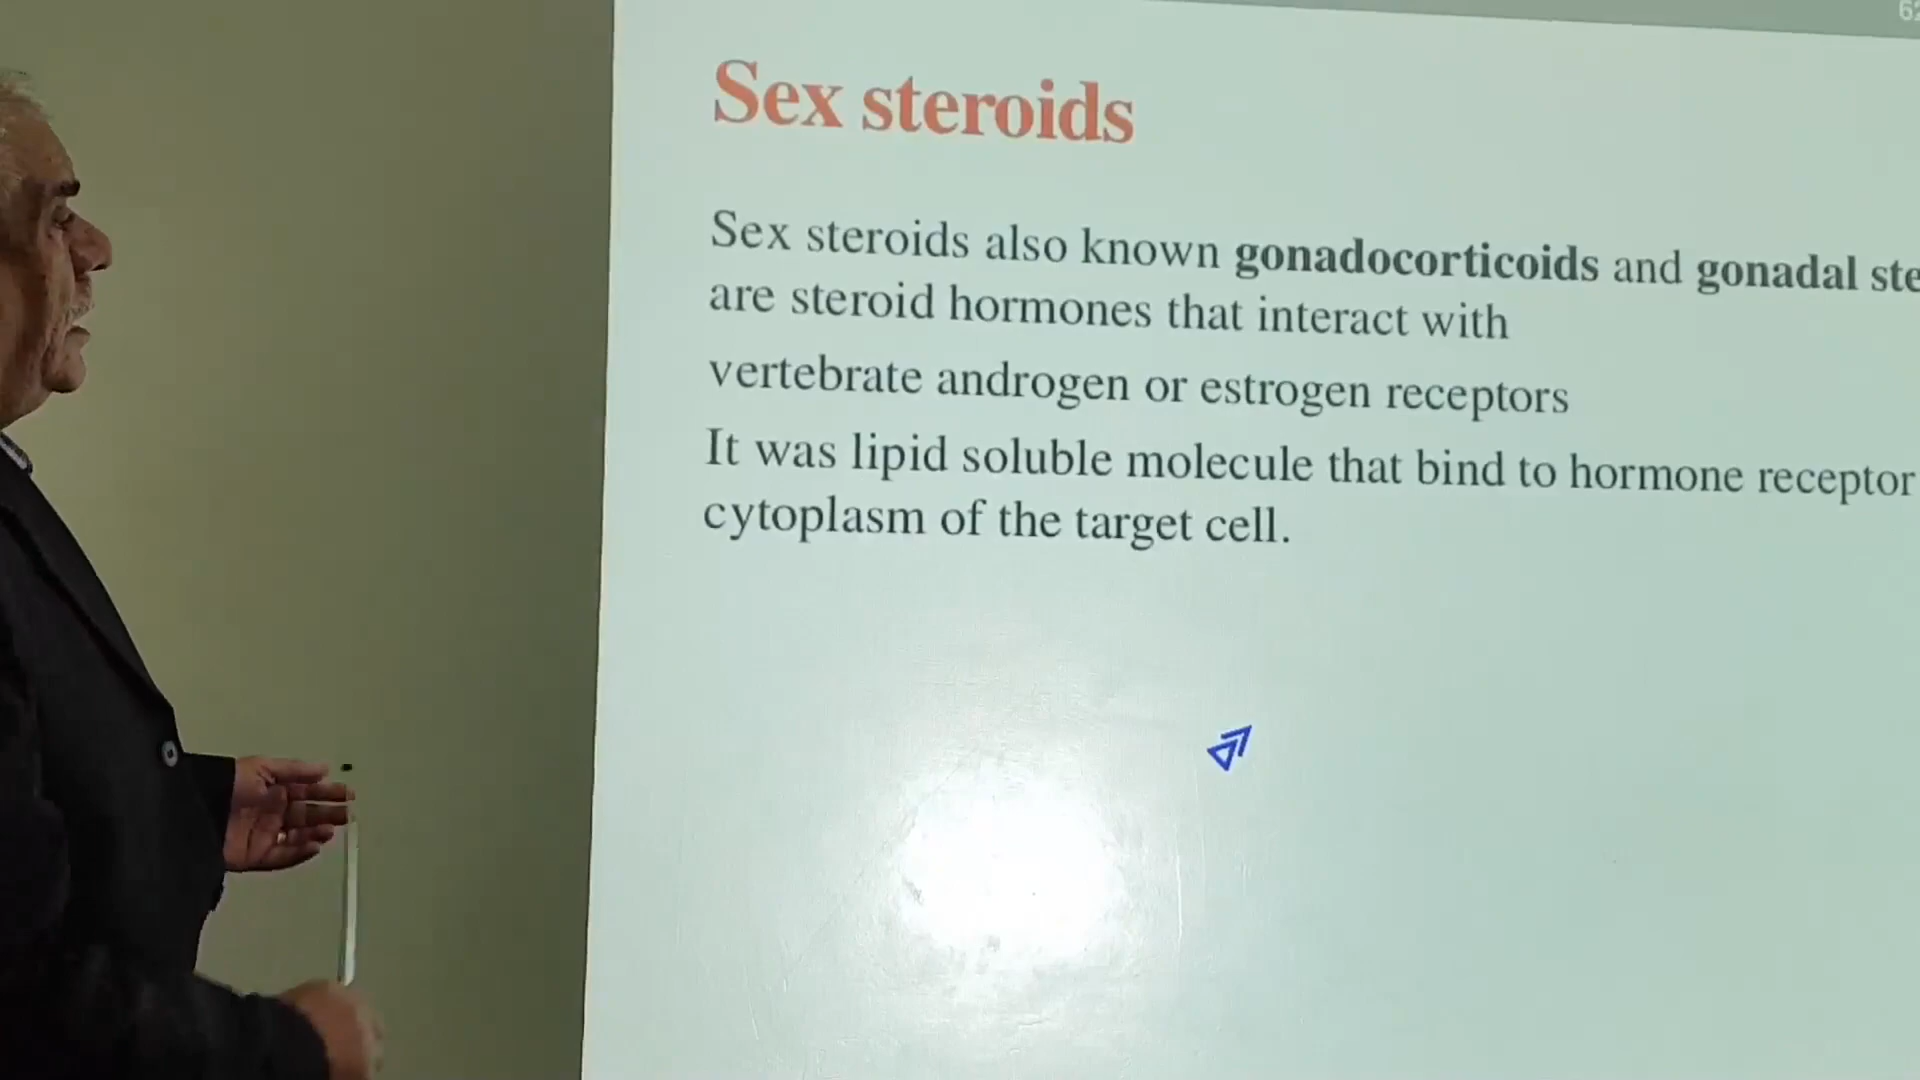 Sex steroids
Sex steroids also known gonadocorticoids and gonadal
are steroid hormones that interact with
vertebrate androgen or estrogen receptors
It was lipid soluble molecule that bind to hormone receptor
cytoplasm of the target cell.